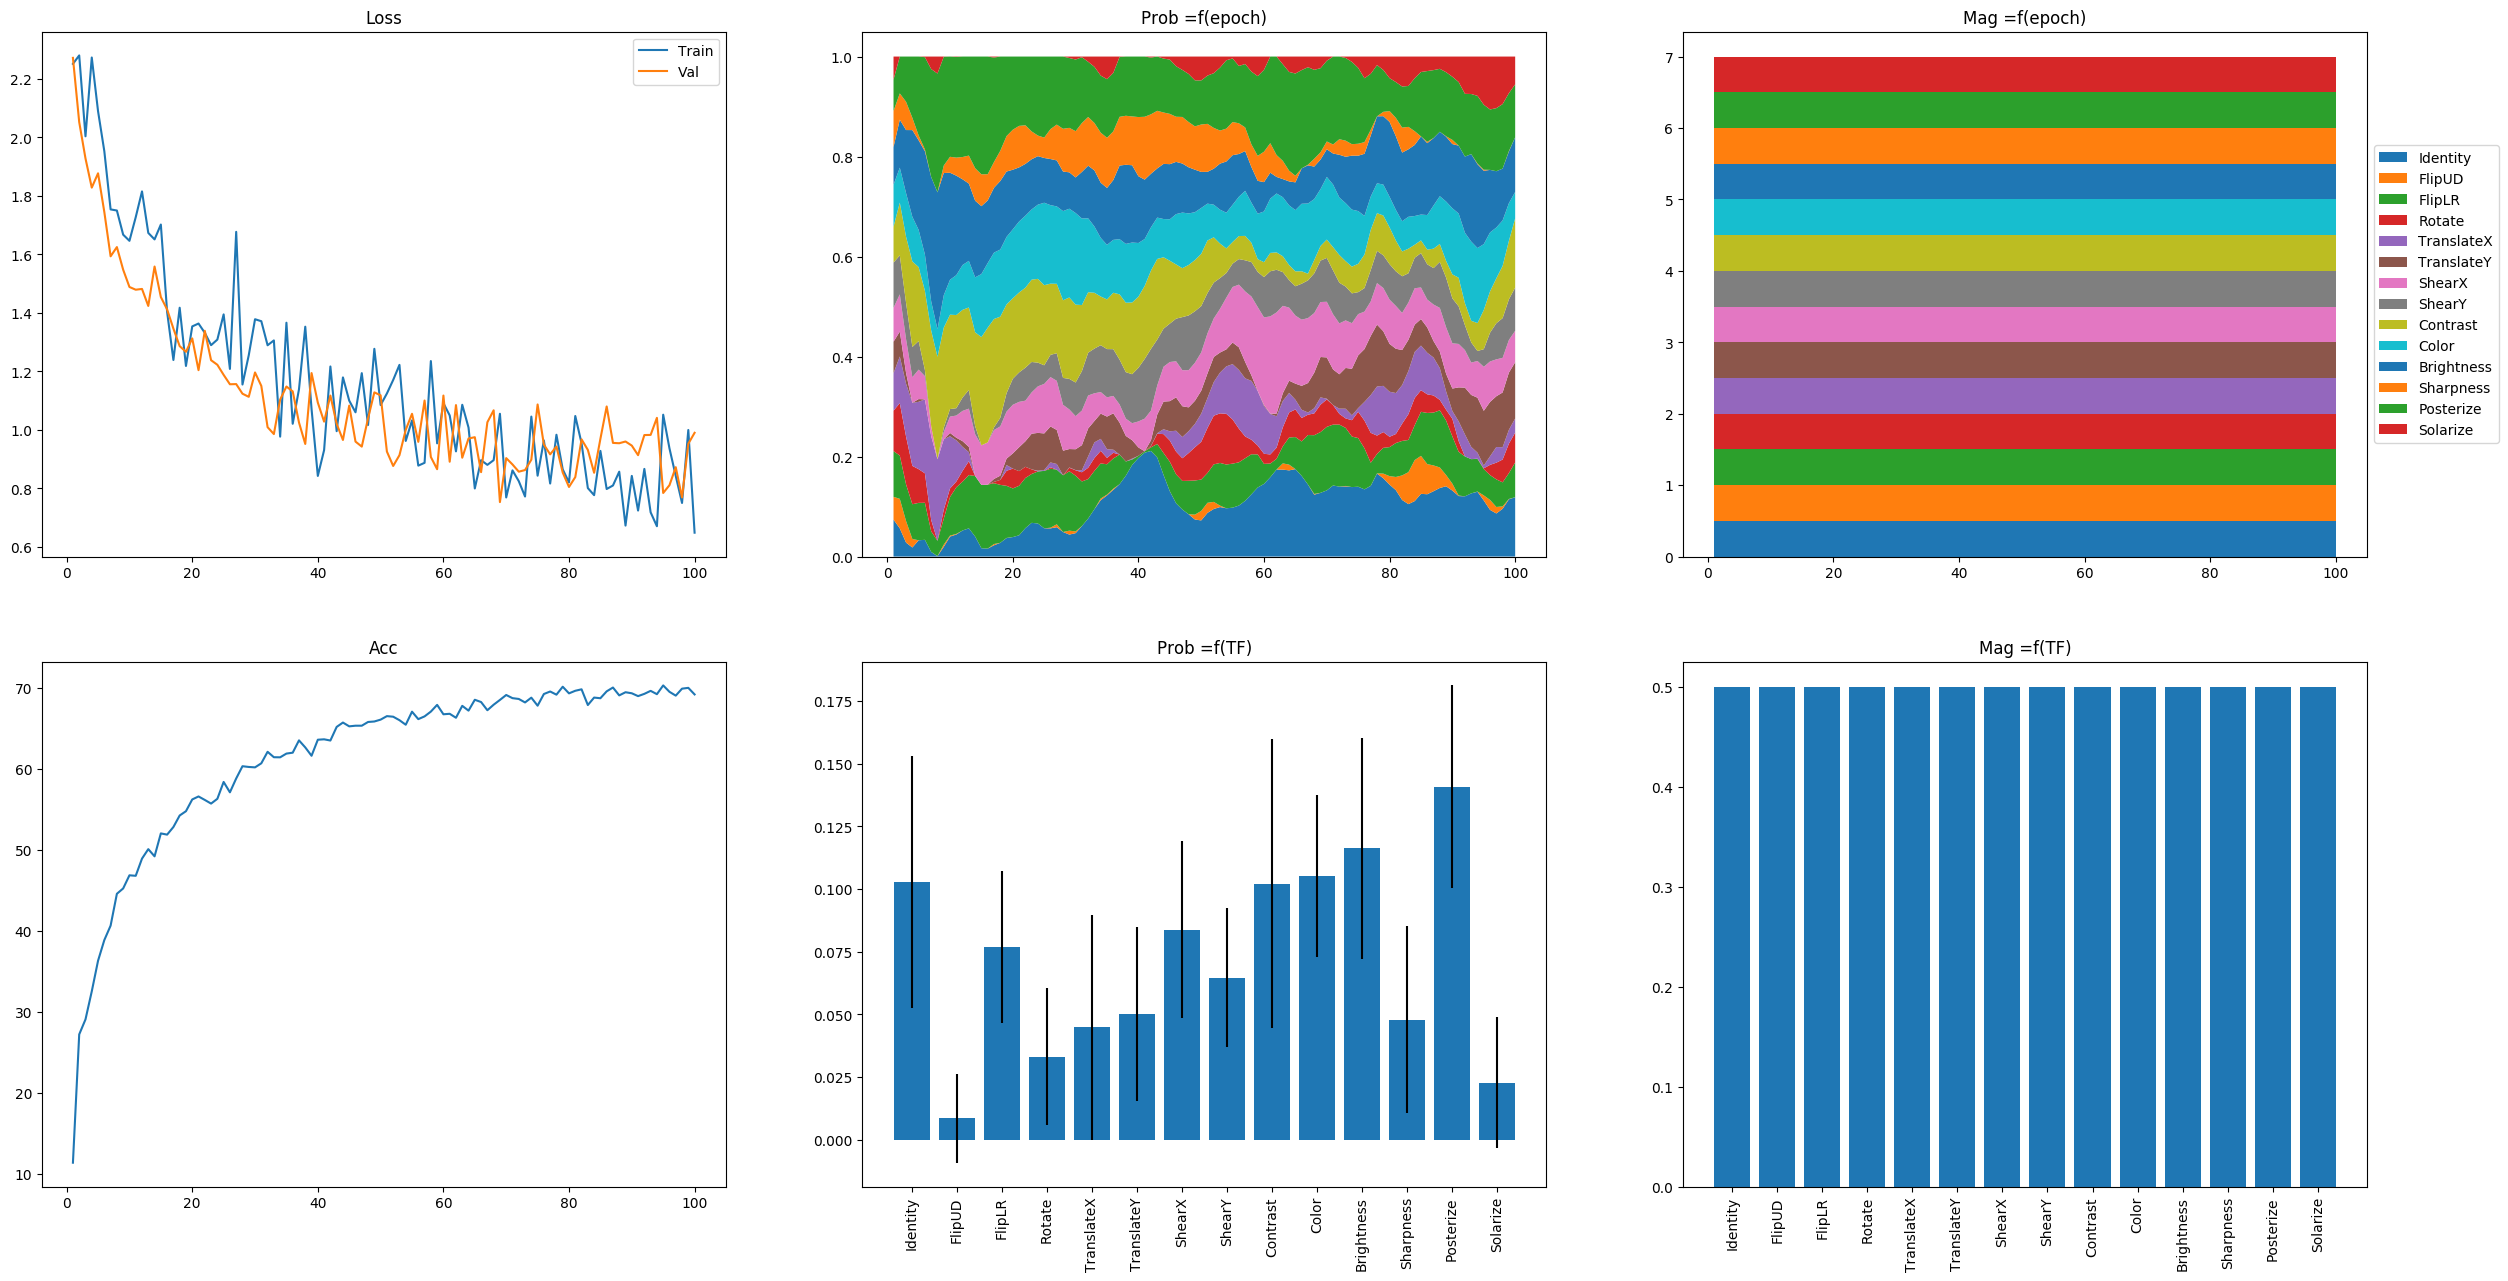 Loss
Train
Val
2.2
2.0
1.8
1.6
1.4
1.2
1.0
0.8
0.6
0 20 40 60 80 100
Prob =f(epoch)
1.0
0.8
0.6
0.4
0.2
0.0
0 20 40 60 80 100
Mag =f(epoch)
7
6
5
4
3
2
1
0
0 20 40 60 80 100
Identity
FlipUD
FlipLR
Rotate
TranslateX
TranslateY
ShearX
ShearY
Contrast
Color
Brightness
Sharpness
Posterize
Solarize
Acc
70
60
50
40
30
20
10
0 20 40 60 80 100
Prob =f(TF)
0.175
0.150
0.125
0.100
0.075
0.050
0.025
0.000
Identity
FlipUD
FlipLR
Rotate
TranslateX
TranslateY
ShearX
ShearY
Contrast
Color
Brightness
Sharpness
Posterize
Solarize
Mag =f(TF)
0.5
0.4
0.3
0.2
0.1
0.0
Identity
FlipUD
FlipLR
Rotate
TranslateX
TranslateY
ShearX
ShearY
Contrast
Color
Brightness
Sharpness
Posterize
Solarize